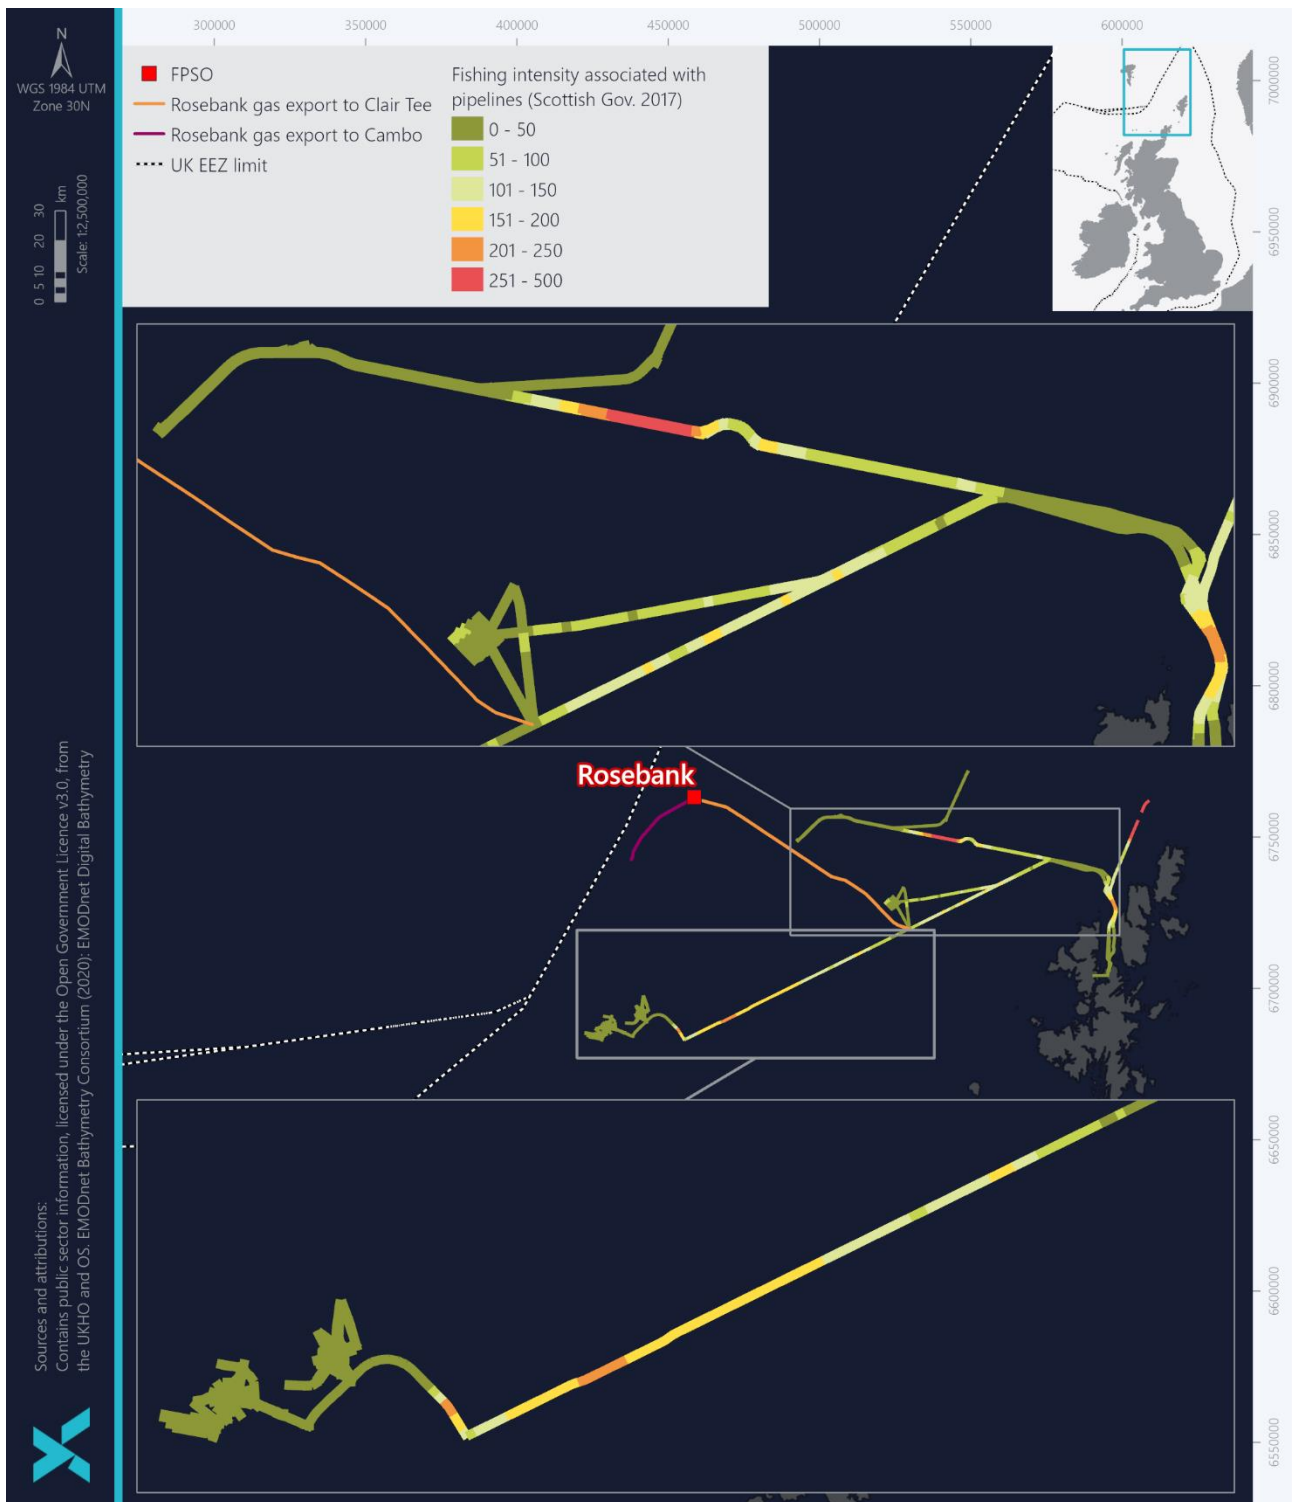 300000
350000
400000
450000
500000
550000
600000
N
WGS 1984 UTM
Zone 30N
0 5 10 20 30
km
Scale: 1:2,500,000
Sources and attributions:
Contains public sector information, licensed under the Open Government Licence v3.0, from
the UKHO and OS. EMODnet Bathymetry Consortium (2020): EMODnet Digital Bathymetry
FPSO
Rosebank gas export to Clair Tee
Rosebank gas export to Cambo
UK EEZ limit
Fishing intensity associated with
pipelines (Scottish Gov. 2017)
0 - 50
51 - 100
101 - 150
151 - 200
201 - 250
251 - 500
Rosebank
7000000
6950000
6900000
6850000
6800000
6750000
6700000
6650000
6600000
6550000